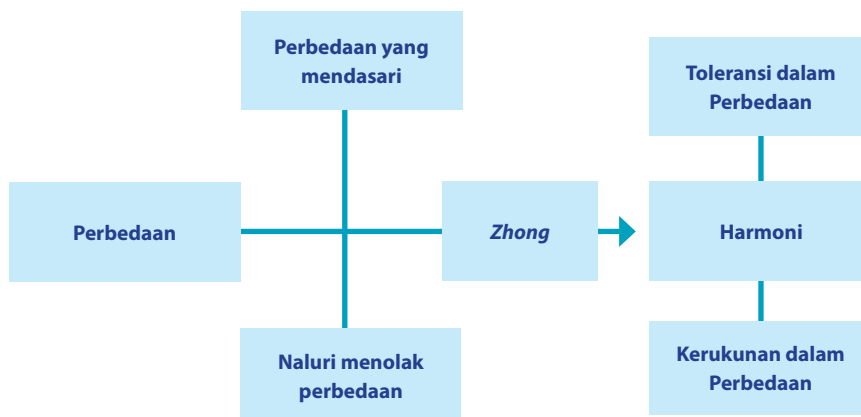 Perbedaan yang
mendasari
Toleransi dalam
Perbedaan
Perbedaan
Zhong
Harmoni
Naluri menolak
perbedaan
Kerukunan dalam
Perbedaan